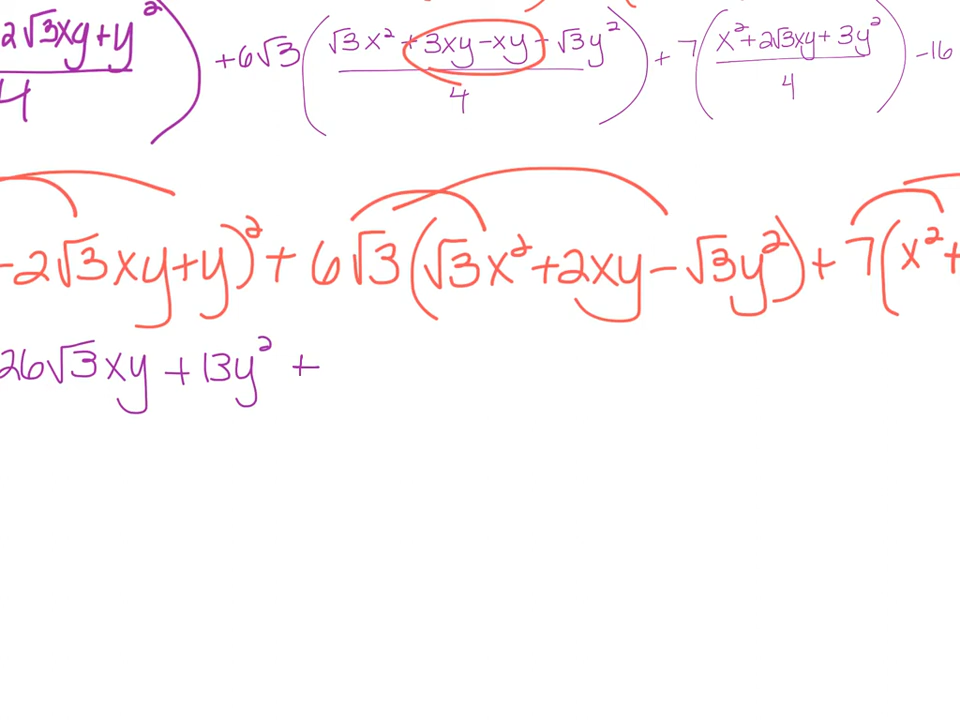 2√3xy+y²)/4 +6√3((√3x²+3xy-xy-√3y²)/4) + 7((x²+2√3xy+3y²)/4) -16
-2√3xy+y)²+6√3(√3x²+2xy-√3y²)+7(x²+
26√3xy+13y²+